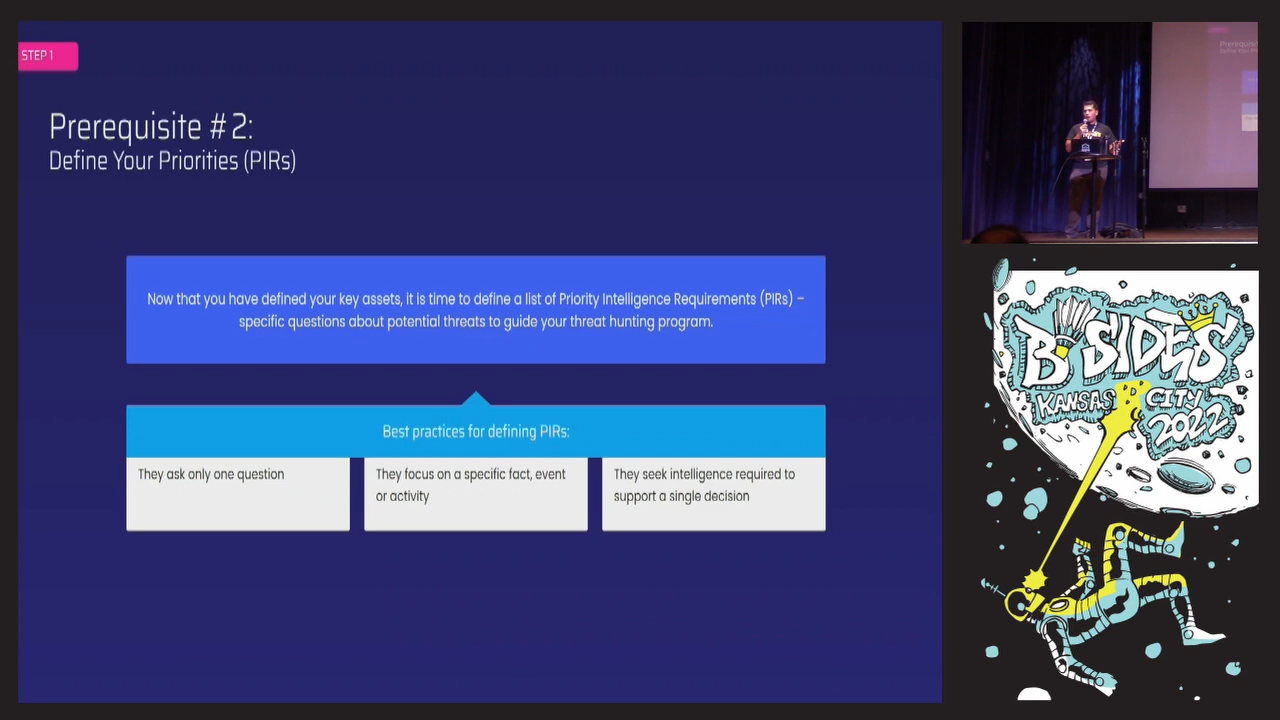 STEP 1
Prerequisite #2:
Define Your Priorities (PIRs)
Now that you have defined your key assets, it is time to define a list of Priority Intelligence Requirements (PIRs) –
specific questions about potential threats to guide your threat hunting program.
Best practices for defining PIRs:
They ask only one question
They focus on a specific fact, event
or activity
They seek intelligence required to
support a single decision
BSIDES
KANSAS CITY
2022